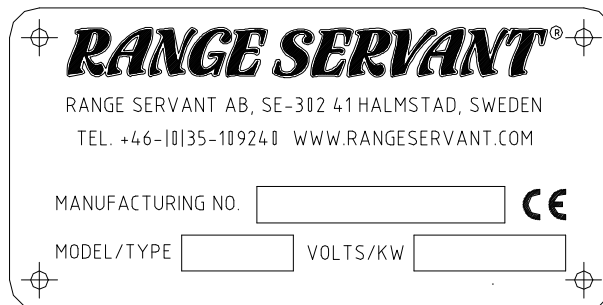 RANGE SERVANT®
RANGE SERVANT AB, SE-302 41 HALMSTAD, SWEDEN
TEL. +46-|0|35-109240 WWW.RANGESERVANT.COM
MANUFACTURING NO. CE
MODEL/TYPE VOLTS/KW